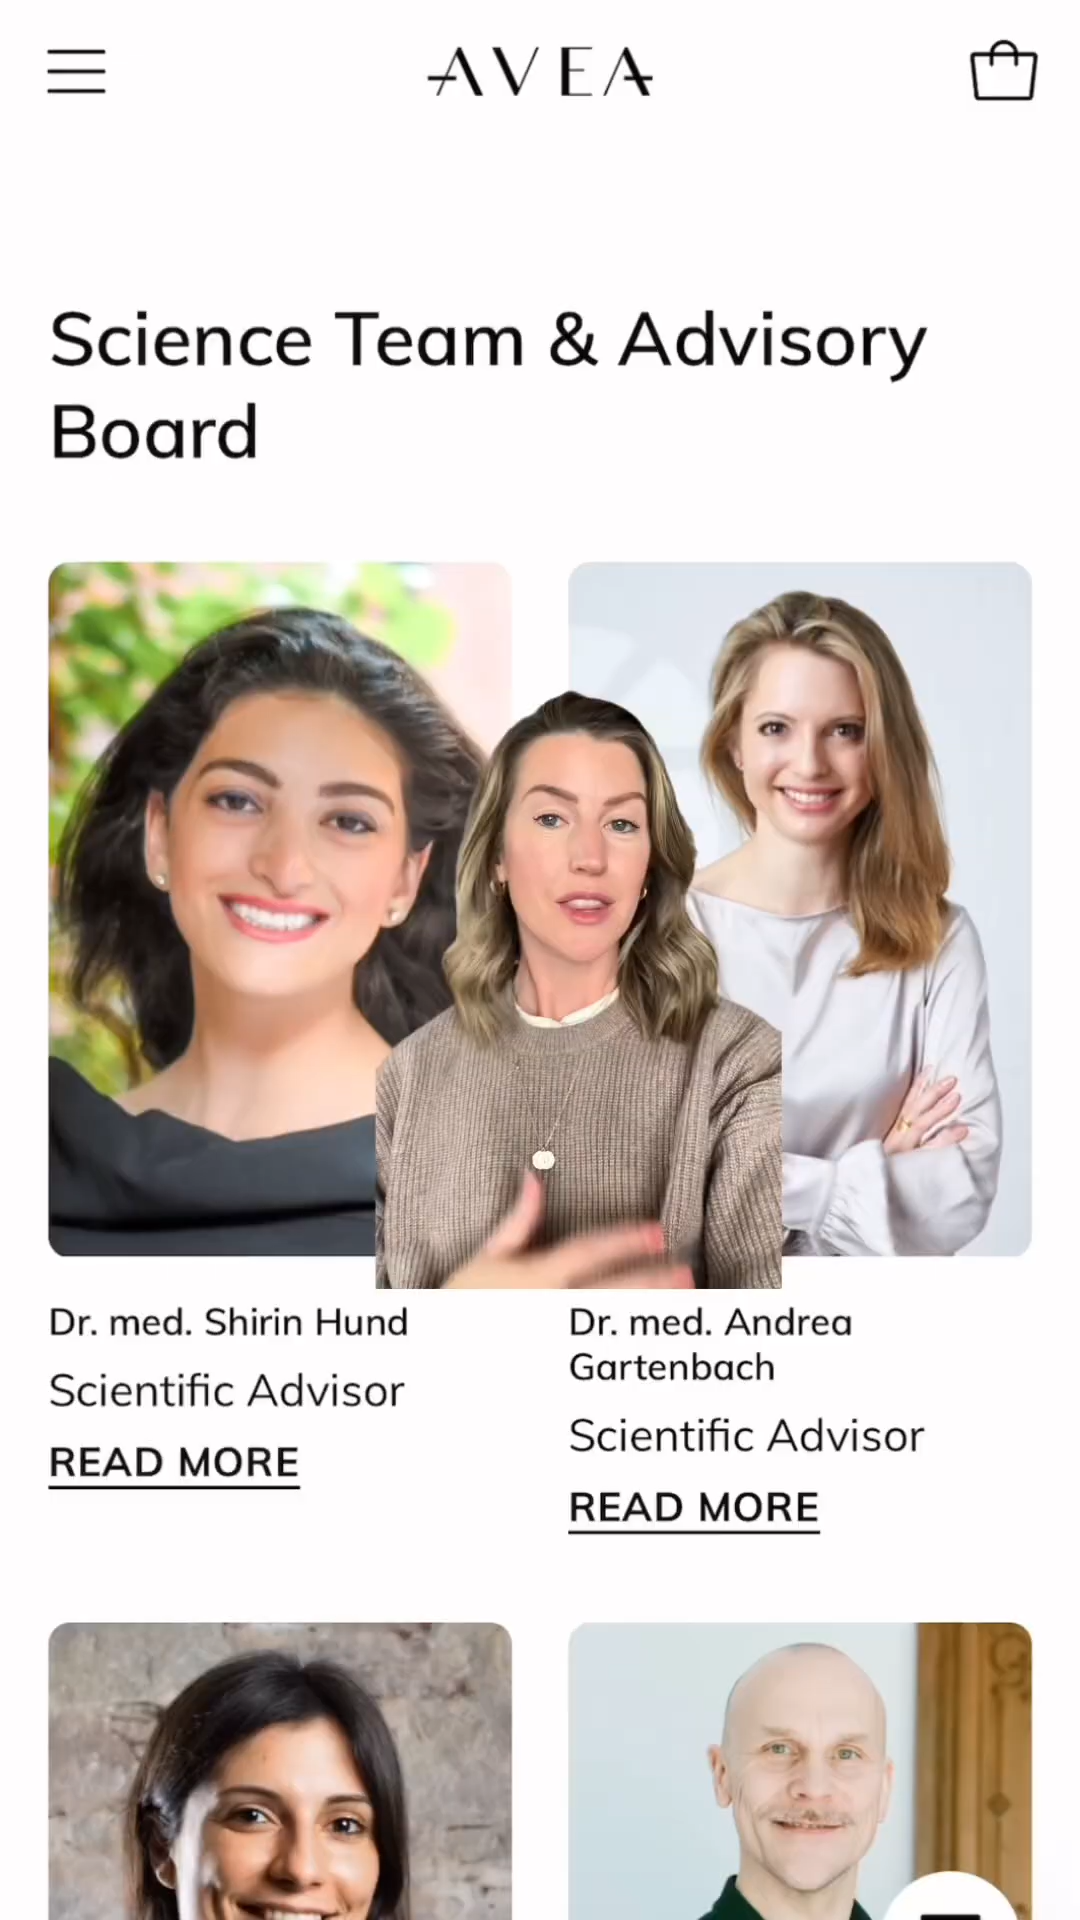 AVEA
Science Team & Advisory
Board
Dr. med. Shirin Hund
Scientific Advisor
READ MORE
Dr. med. Andrea
Gartenbach
Scientific Advisor
READ MORE